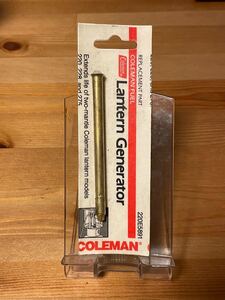 REPLACEMENT PART
COLEMAN FUEL
Coleman
Lantern Generator
220E5891
Extends life of two-mantle Coleman lantern models
220, 228 and 275
COLEMAN